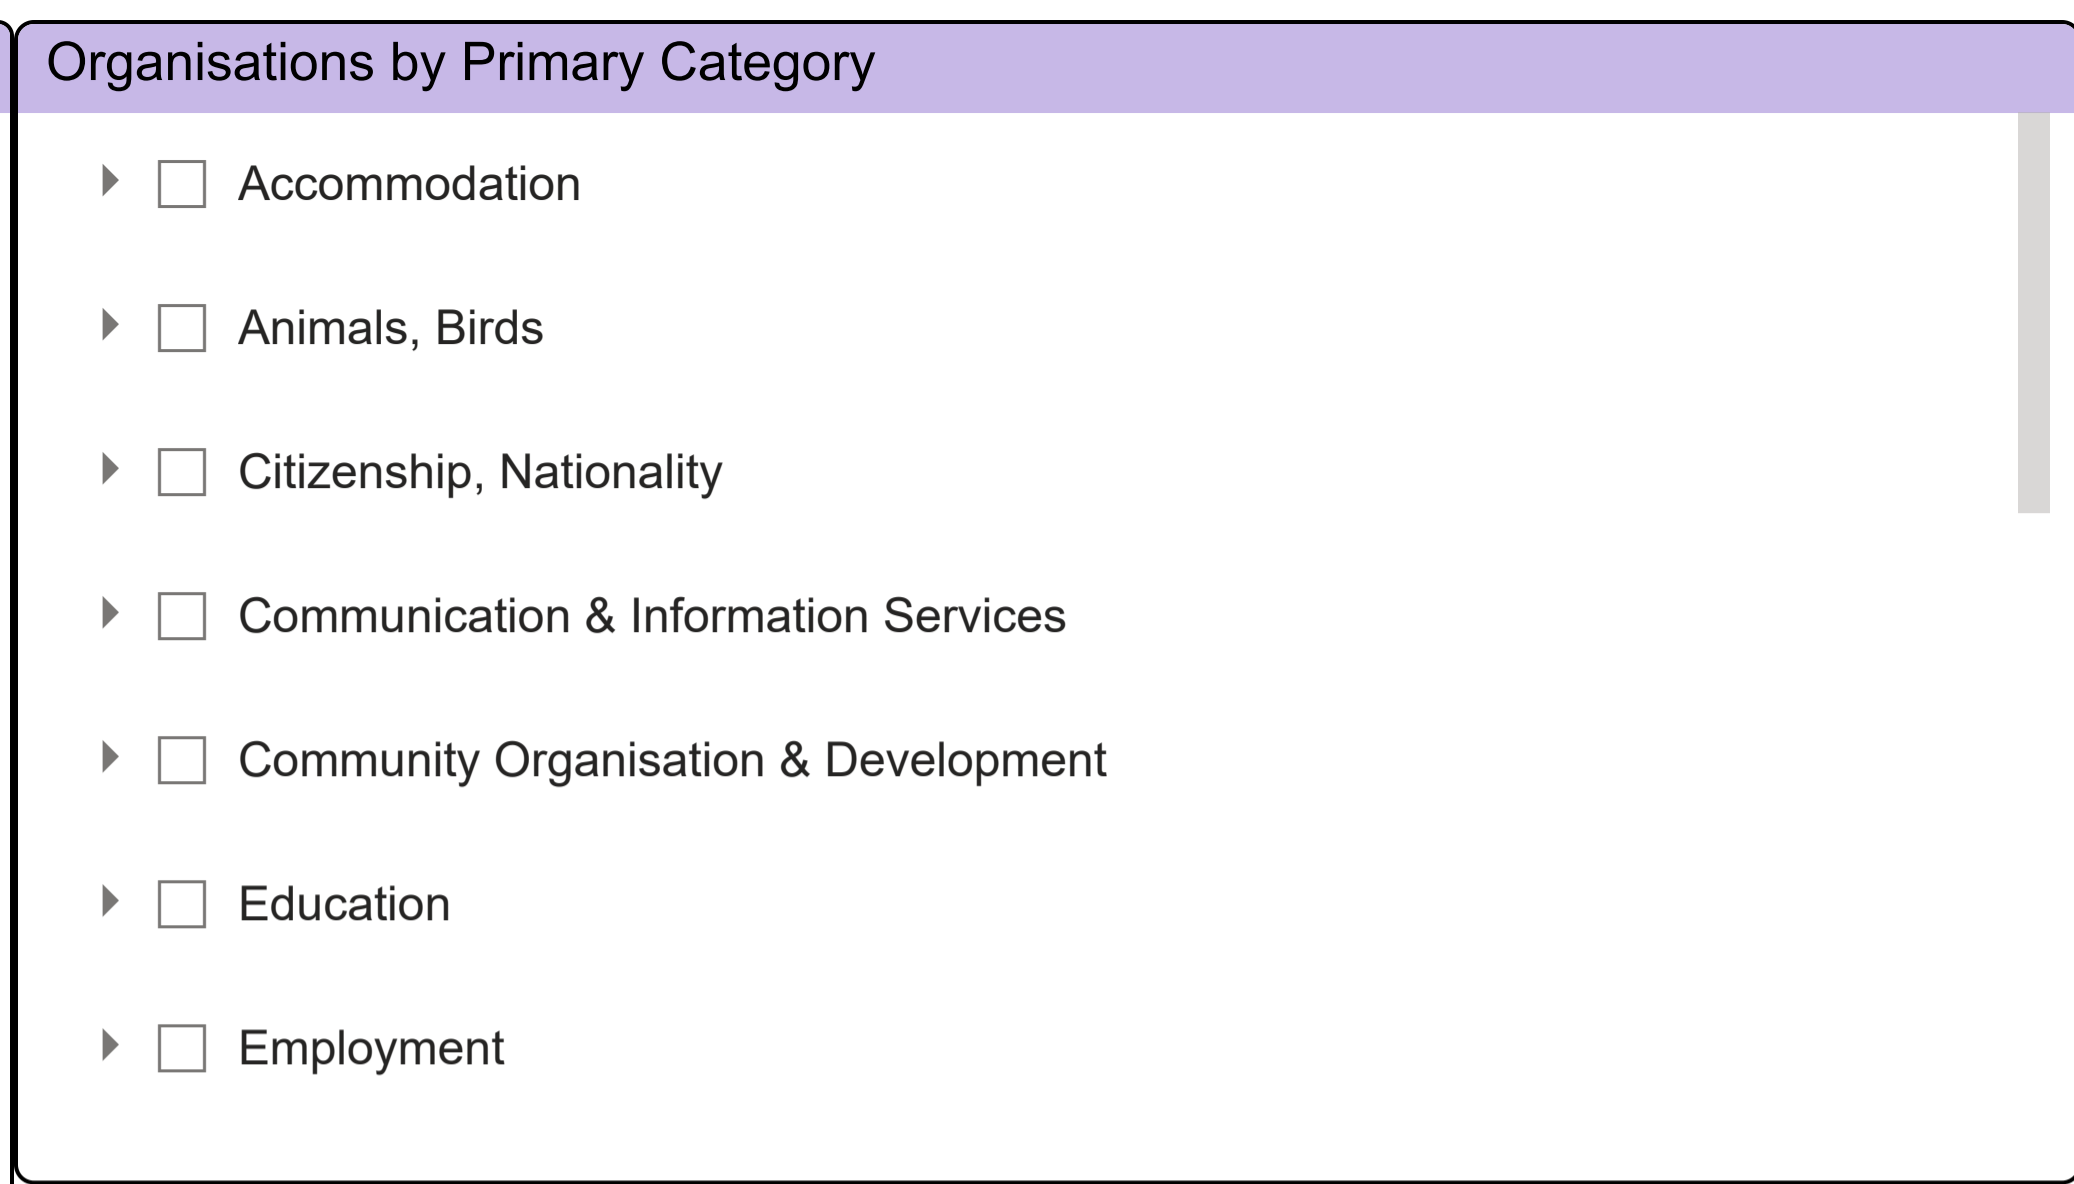 Organisations by Primary Category
Accommodation
Animals, Birds
Citizenship, Nationality
Communication & Information Services
Community Organisation & Development
Education
Employment